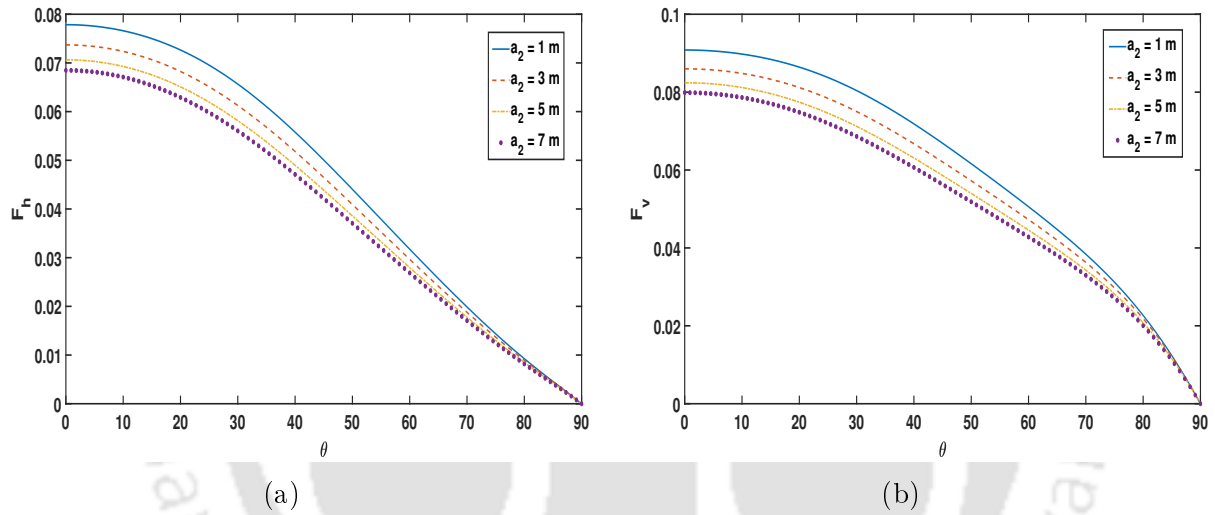 0.08
0.07
0.06
0.05
0.04
0.03
0.02
0.01
0
F_h
0 10 20 30 40 50 60 70 80 90
θ
a_2 = 1 m
a_2 = 3 m
a_2 = 5 m
a_2 = 7 m
(a)
0.1
0.08
0.06
0.04
0.02
0
F_v
0 10 20 30 40 50 60 70 80 90
θ
a_2 = 1 m
a_2 = 3 m
a_2 = 5 m
a_2 = 7 m
(b)